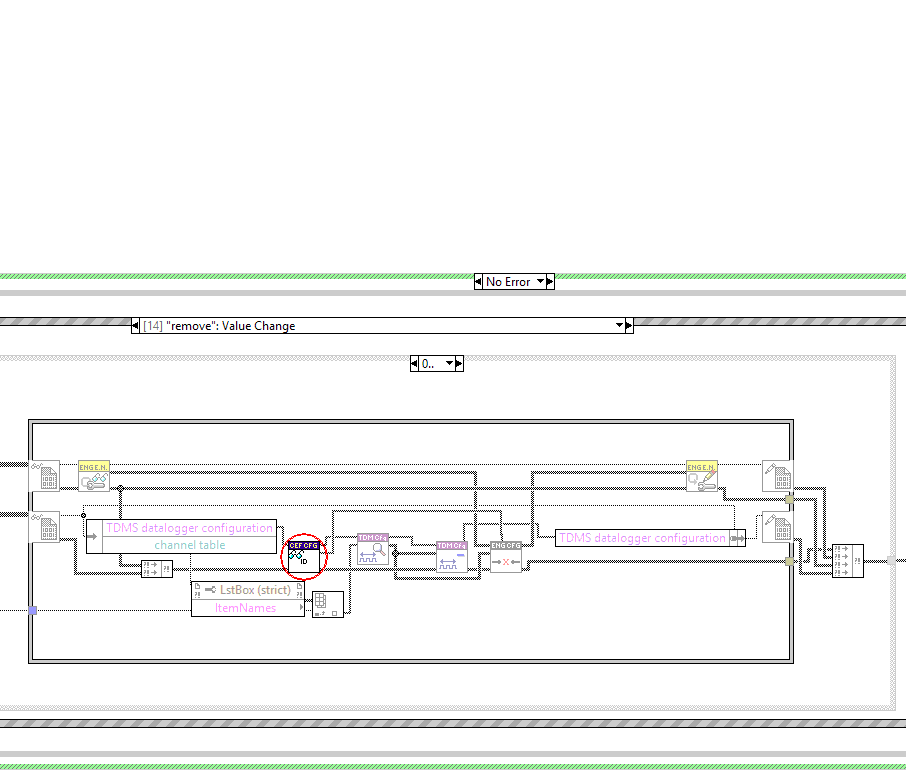 No Error
[14] "remove": Value Change
0..
ENGE.N.
ENGE.N.
TDMS datalogger configuration
channel table
CEF CFG
ID
TDMCFG
TDMCFG
ENGCFG
TDMS datalogger configuration
LstBox (strict)
ItemNames